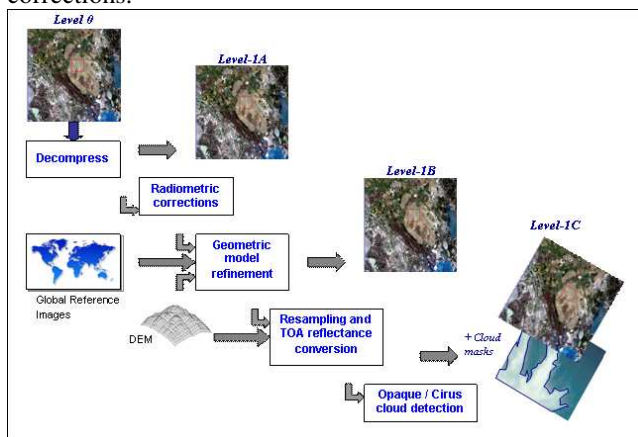 corrections.
Level 0
Level-1A
Decompress
Radiometric
corrections
Level-1B
Level-1C
Geometric
model
refinement
Global Reference
Images
DEM
Resampling and
TOA reflectance
conversion
+ Cloud
masks
Opaque / Cirus
cloud detection